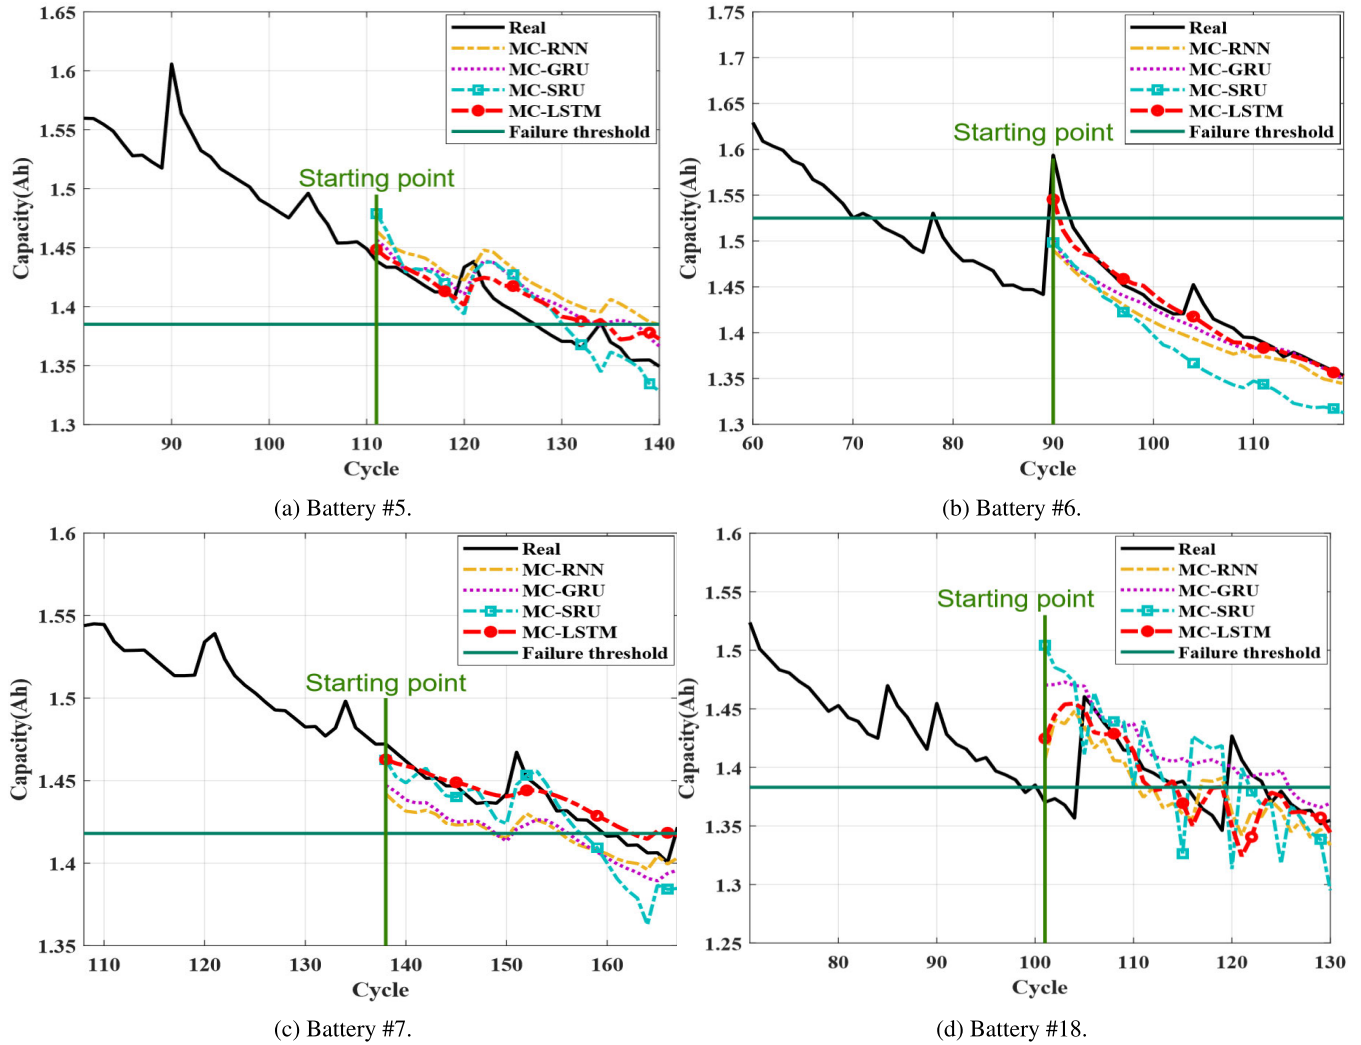 1.65
1.6
1.55
1.5
1.45
1.4
1.35
1.3
Capacity(Ah)
Real
MC-RNN
MC-GRU
MC-SRU
MC-LSTM
Failure threshold
Starting point
90 100 110 120 130 140
Cycle
(a) Battery #5.
1.75
1.7
1.65
1.6
1.55
1.5
1.45
1.4
1.35
1.3
Capacity(Ah)
Real
MC-RNN
MC-GRU
MC-SRU
MC-LSTM
Failure threshold
Starting point
60 70 80 90 100 110
Cycle
(b) Battery #6.
1.6
1.55
1.5
1.45
1.4
1.35
Capacity(Ah)
Real
MC-RNN
MC-GRU
MC-SRU
MC-LSTM
Failure threshold
Starting point
110 120 130 140 150 160
Cycle
(c) Battery #7.
1.6
1.55
1.5
1.45
1.4
1.35
1.3
1.25
Capacity(Ah)
Real
MC-RNN
MC-GRU
MC-SRU
MC-LSTM
Failure threshold
Starting point
80 90 100 110 120 130
Cycle
(d) Battery #18.